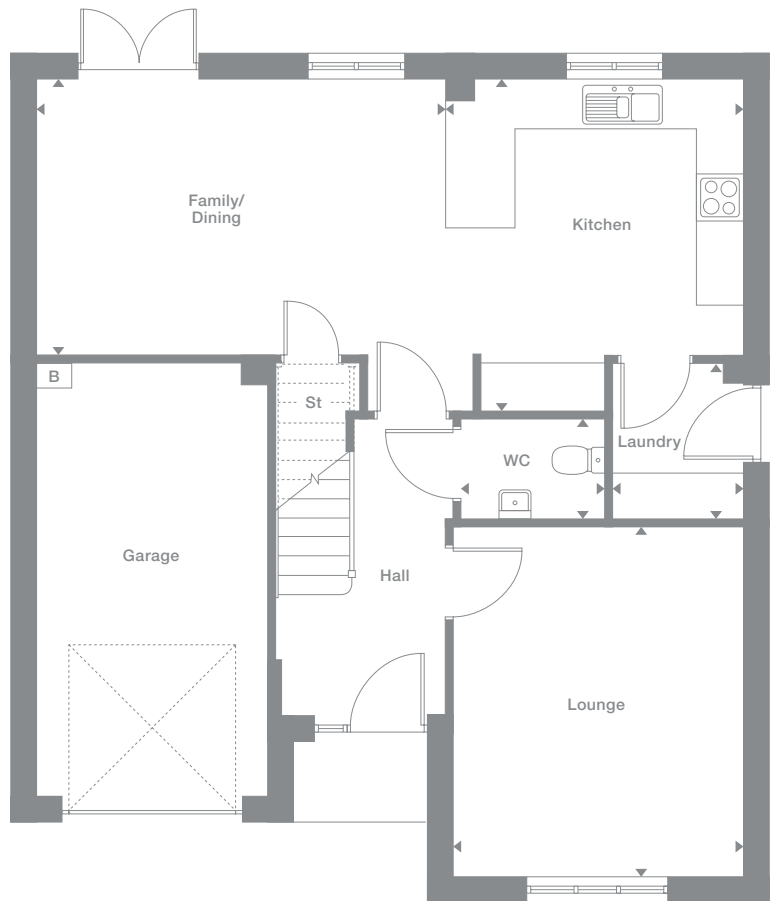 Family/
Dining
Kitchen
B
St
WC
Laundry
Garage
Hall
Lounge